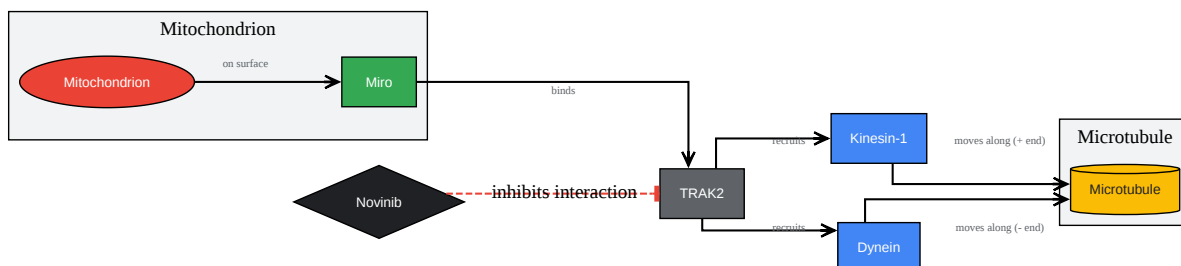 Mitochondrion
Mitochondrion
on surface
Miro
binds
Novinib
inhibits interaction
TRAK2
recruits
Kinesin-1
moves along (+ end)
recruits
Dynein
moves along (- end)
Microtubule
Microtubule